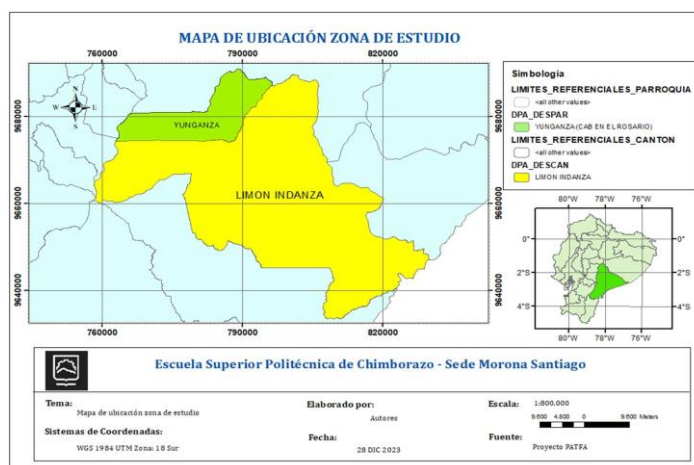 MAPA DE UBICACIÓN ZONA DE ESTUDIO
760000 790000 820000
N
W E
S
9680000 9680000
9660000 9660000
9640000 9640000
YUNGANZA
LIMON INDANZA
760000 790000 820000
Simbología
LIMITES_REFERENCIALES_PARROQUIA
<all other values>
DPA_DESPAR
YUNGANZA (CAB EN EL ROSARIO)
LIMITES_REFERENCIALES_CANTON
<all other values>
DPA_DESCAN
LIMON INDANZA
80°W 78°W 76°W
0° 0°
2°S 2°S
4°S 4°S
80°W 78°W 76°W
Escuela Superior Politécnica de Chimborazo - Sede Morona Santiago
Tema:
Mapa de ubicación zona de estudio
Sistemas de Coordenadas:
WGS 1984 UTM Zona: 18 Sur
Elaborado por:
Autores
Fecha:
28 DIC 2023
Escala: 1:800.000
9.600 4.800 0 9.600 Meters
Fuente:
Proyecto PATFA